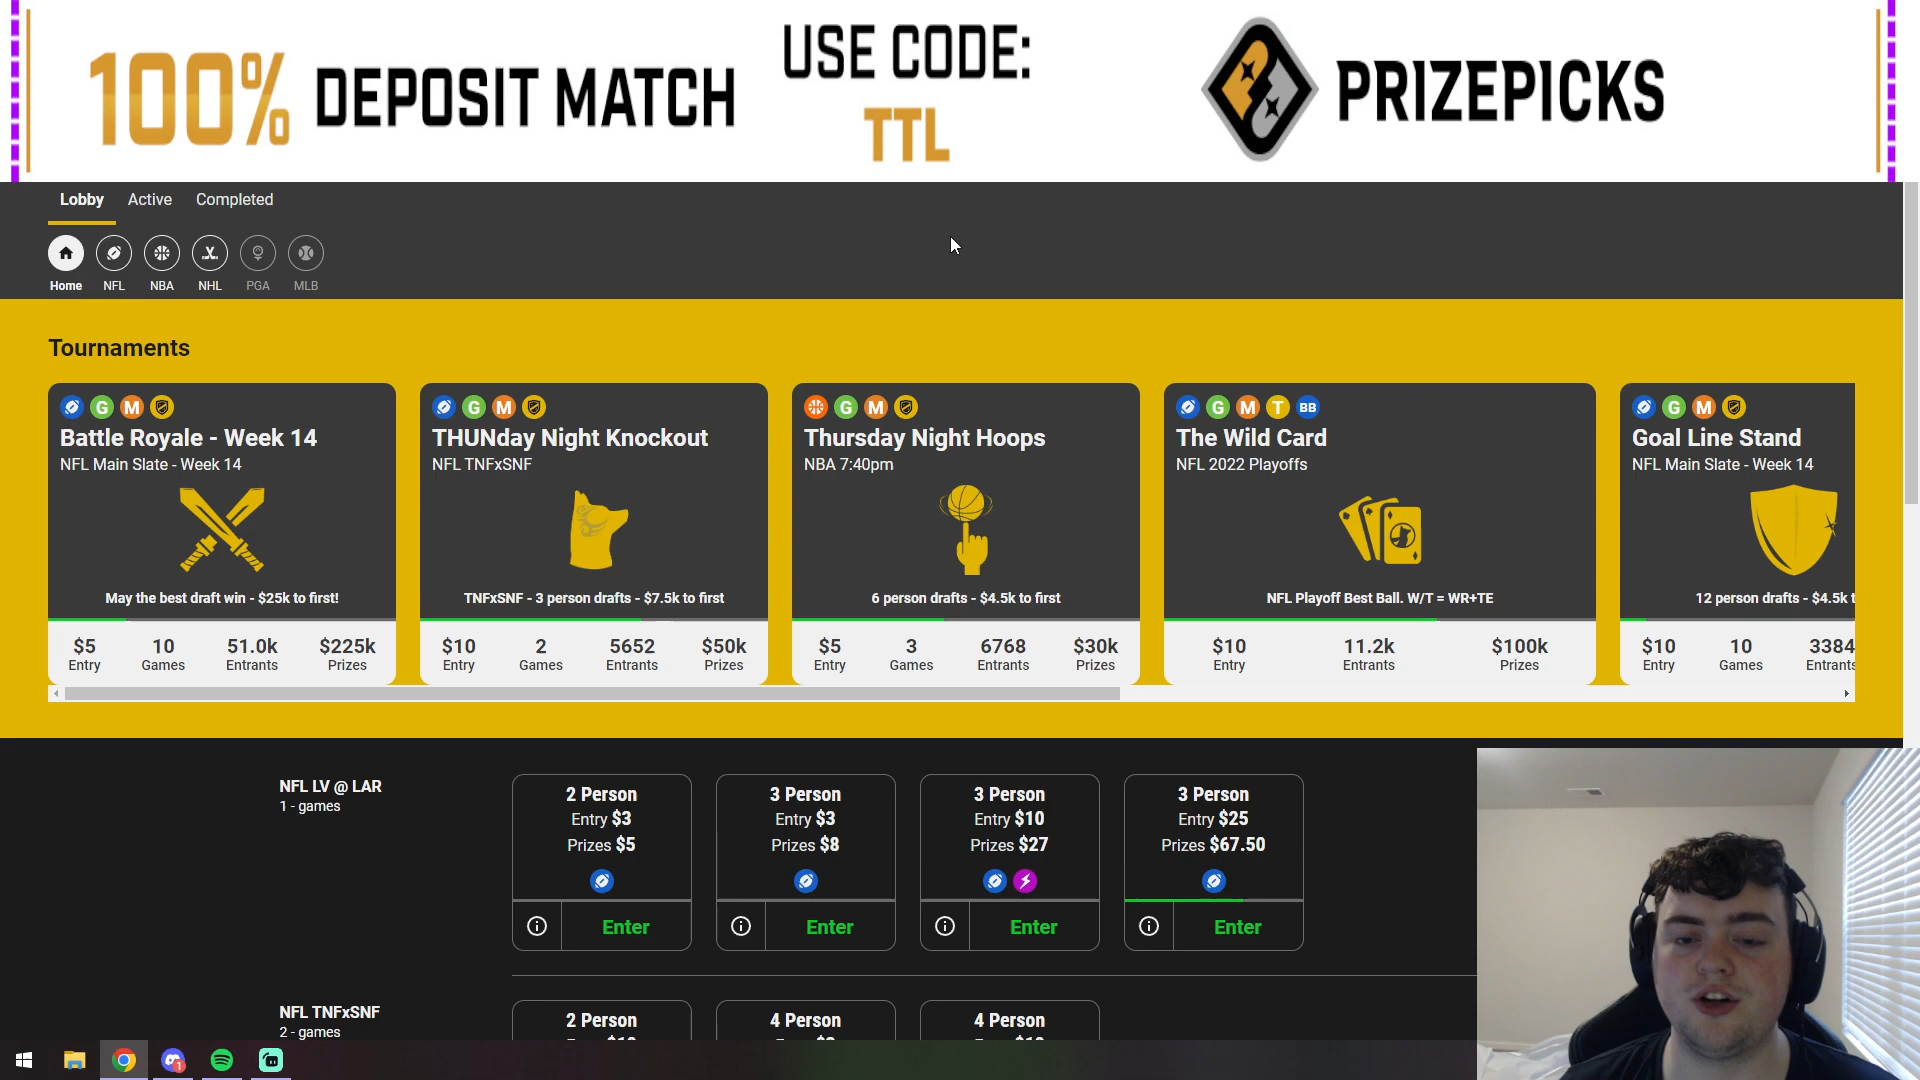 100% DEPOSIT MATCH
USE CODE:
TTL
PRIZEPICKS
Lobby Active Completed
Home NFL NBA NHL PGA MLB
Tournaments
G M
Battle Royale - Week 14
NFL Main Slate - Week 14
May the best draft win - $25k to first!
$5 10 51.0k $225k
Entry Games Entrants Prizes
G M
THUNday Night Knockout
NFL TNFxSNF
TNFxSNF - 3 person drafts - $7.5k to first
$10 2 5652 $50k
Entry Games Entrants Prizes
G M
Thursday Night Hoops
NBA 7:40pm
6 person drafts - $4.5k to first
$5 3 6768 $30k
Entry Games Entrants Prizes
G M T BB
The Wild Card
NFL 2022 Playoffs
NFL Playoff Best Ball. W/T = WR+TE
$10 11.2k $100k
Entry Entrants Prizes
G M
Goal Line Stand
NFL Main Slate - Week 14
12 person drafts - $4.5k
$10 10 3384
Entry Games Entrants
NFL LV @ LAR
1 - games
2 Person
Entry $3
Prizes $5
Enter
3 Person
Entry $3
Prizes $8
Enter
3 Person
Entry $10
Prizes $27
Enter
3 Person
Entry $25
Prizes $67.50
Enter
NFL TNFxSNF
2 - games
2 Person
4 Person
4 Person
1